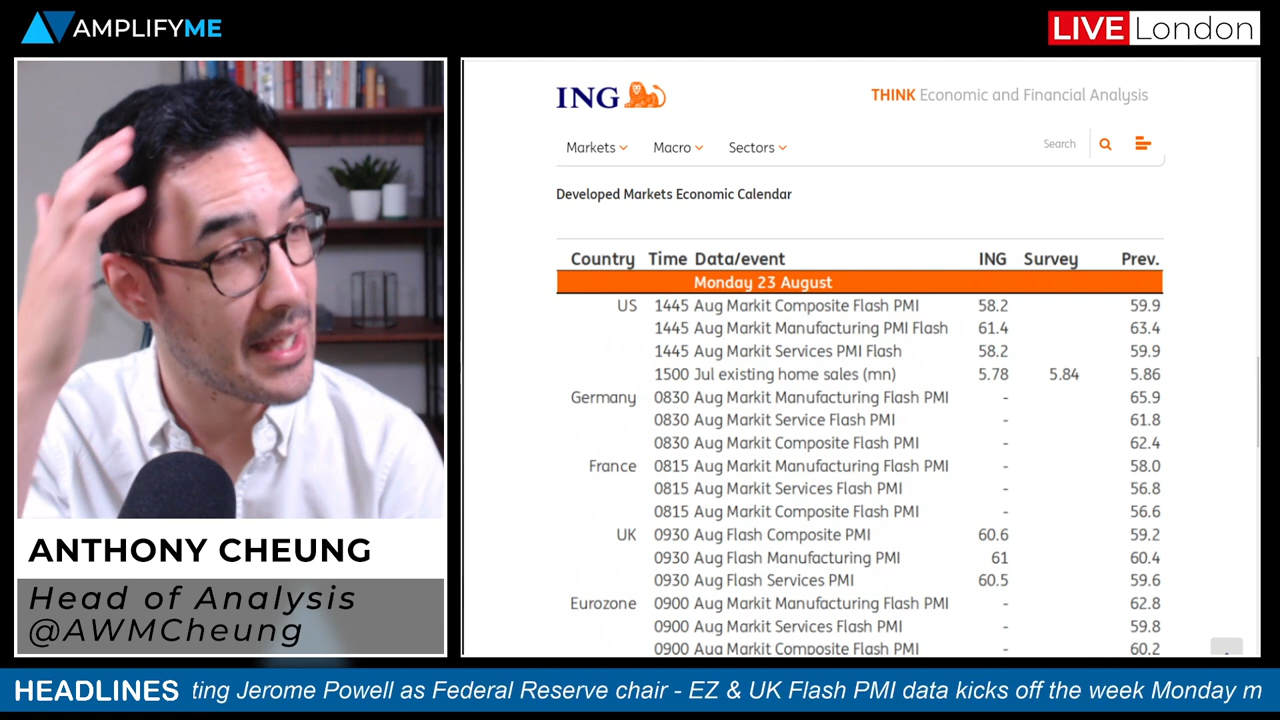 AMPLIFYME
LIVE London
ING
THINK Economic and Financial Analysis
Markets Macro Sectors Search
Developed Markets Economic Calendar
Country Time Data/event ING Survey Prev.
Monday 23 August
US 1445 Aug Markit Composite Flash PMI 58.2 59.9
1445 Aug Markit Manufacturing PMI Flash 61.4 63.4
1445 Aug Markit Services PMI Flash 58.2 59.9
1500 Jul existing home sales (mn) 5.78 5.84 5.86
Germany 0830 Aug Markit Manufacturing Flash PMI - 65.9
0830 Aug Markit Service Flash PMI - 61.8
0830 Aug Markit Composite Flash PMI - 62.4
France 0815 Aug Markit Manufacturing Flash PMI - 58.0
0815 Aug Markit Services Flash PMI - 56.8
0815 Aug Markit Composite Flash PMI - 56.6
UK 0930 Aug Flash Composite PMI 60.6 59.2
0930 Aug Flash Manufacturing PMI 61 60.4
0930 Aug Flash Services PMI 60.5 59.6
Eurozone 0900 Aug Markit Manufacturing Flash PMI - 62.8
0900 Aug Markit Services Flash PMI - 59.8
0900 Aug Markit Composite Flash PMI - 60.2
ANTHONY CHEUNG
Head of Analysis
@AWMCheung
HEADLINES ting Jerome Powell as Federal Reserve chair - EZ & UK Flash PMI data kicks off the week Monday m